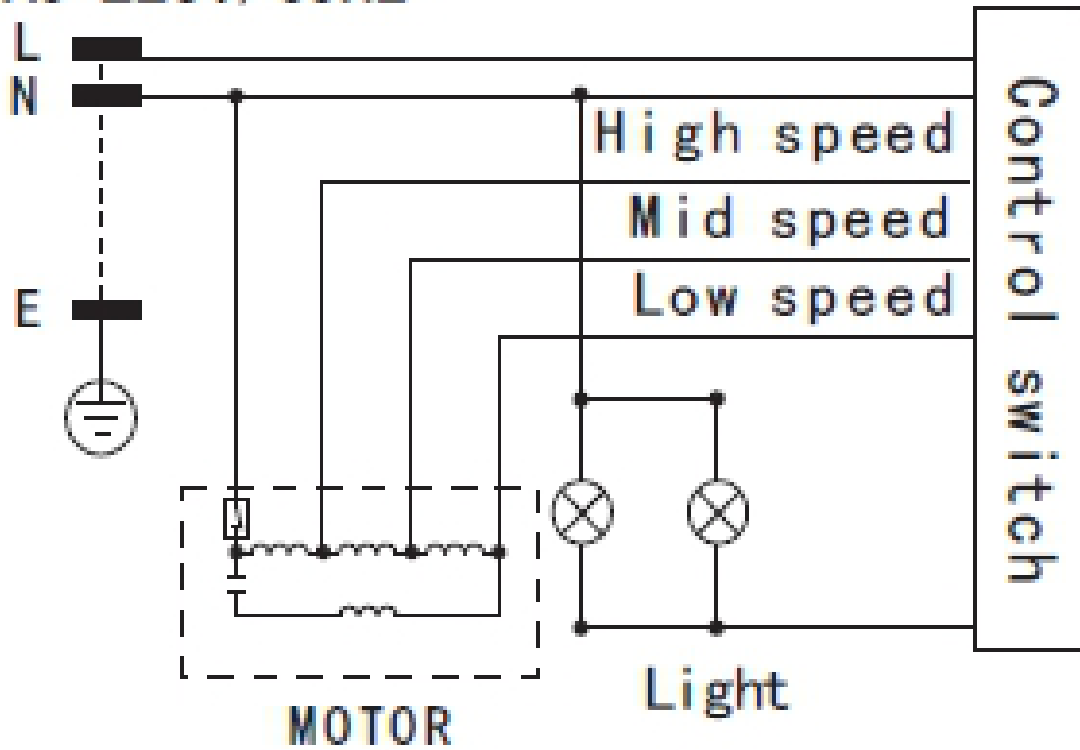 L
N
High speed
Mid speed
Low speed
E
Control switch
Light
MOTOR